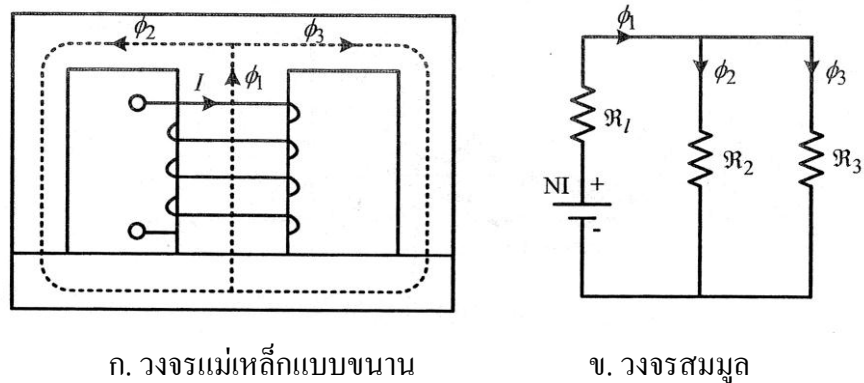 ϕ₂
ϕ₃
I
ϕ₁
ϕ₁
ϕ₂
ϕ₃
ℜ₁
ℜ₂
ℜ₃
NI
+
-
ก. วงจรแม่เหล็กแบบขนาน
ข. วงจรสมมูล